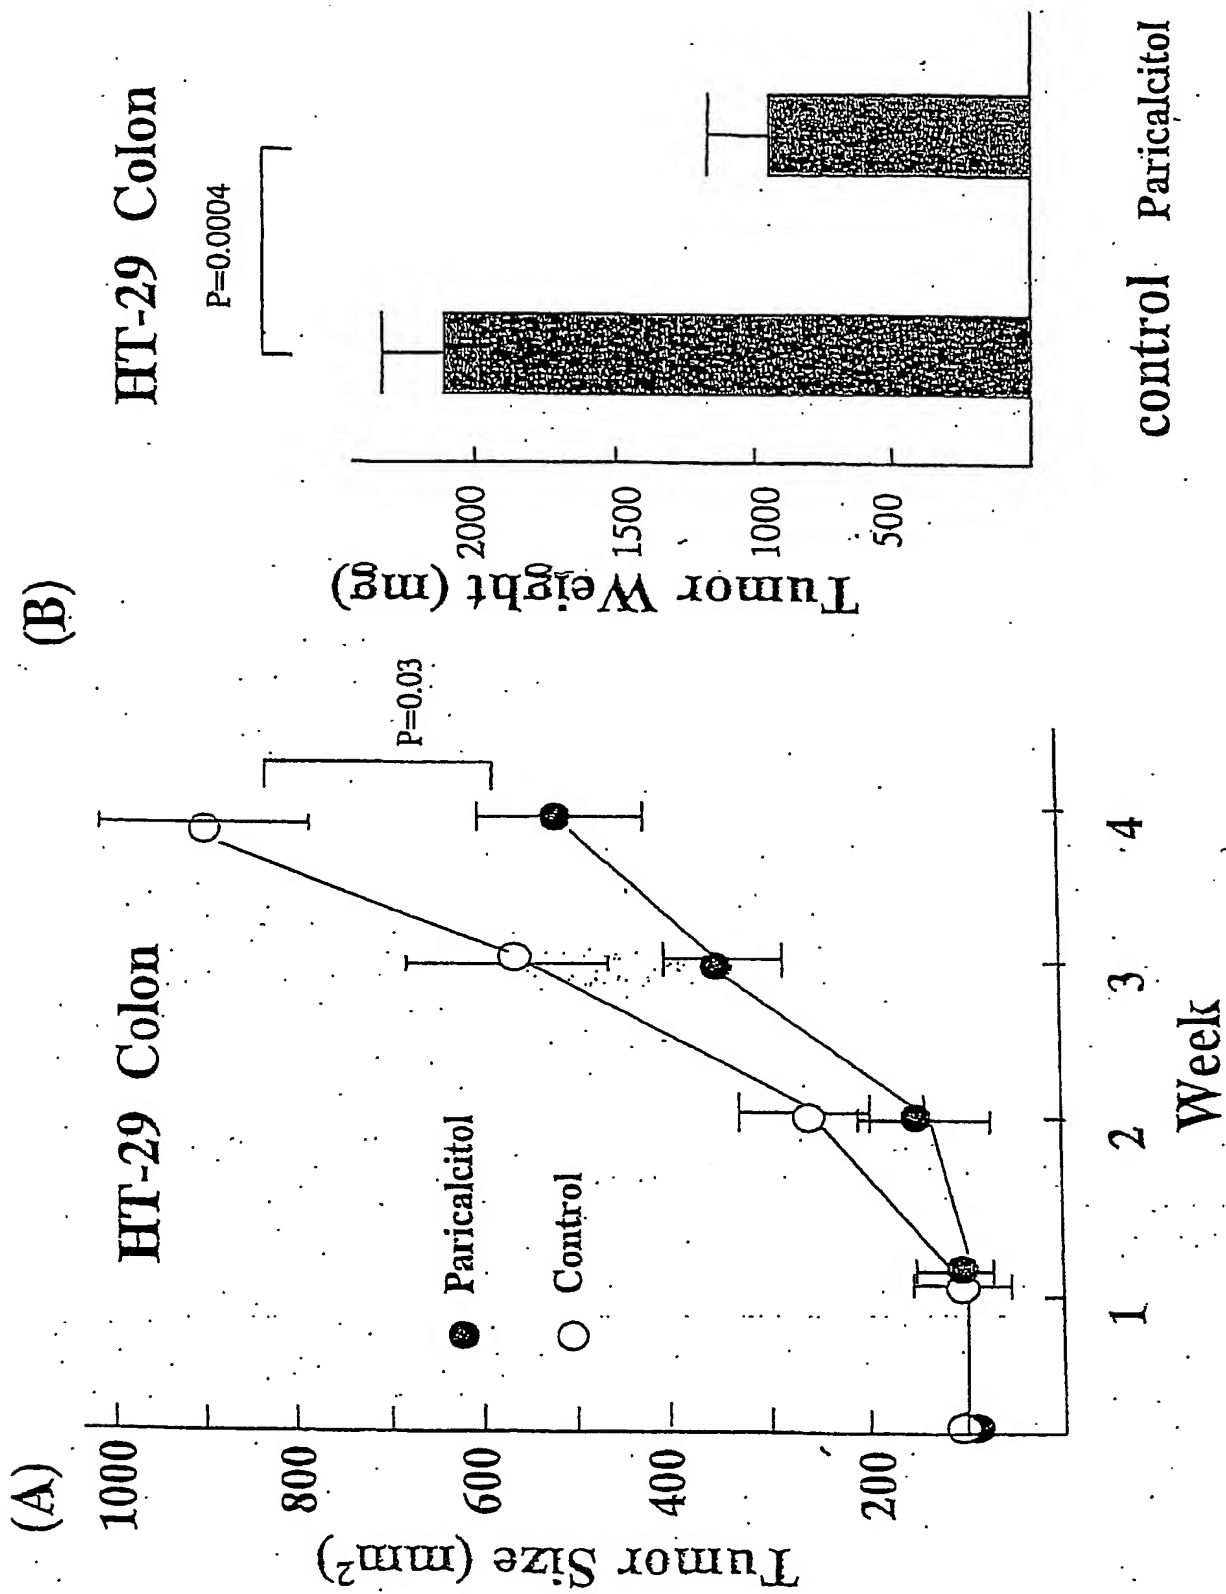 (A)
HT-29 Colon
1000
800
600
400
200
Tumor Size (mm²)
Paricalcitol
Control
P=0.03
1
2
3
4
Week
(B)
HT-29 Colon
P=0.0004
2000
1500
1000
500
Tumor Weight (mg)
control
Paricalcitol